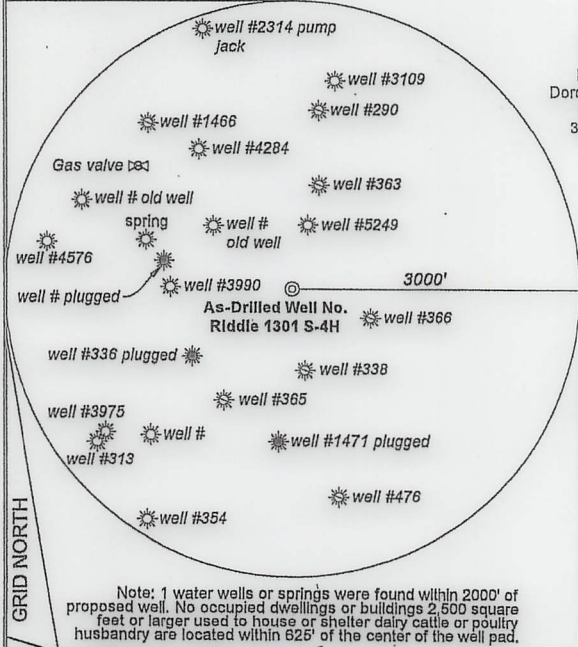 well #2314 pump
jack
well #3109
well #290
Dor
3
well #1466
well #4284
Gas valve
well #363
well # old well
spring
well #
old well
well #5249
well #4576
well #3990
3000'
well # plugged
As-Drilled Well No.
Riddle 1301 S-4H
well #366
well #336 plugged
well #338
well #365
well #3975
well #
well #1471 plugged
well #313
well #476
well #354
GRID NORTH
Note: 1 water wells or springs were found within 2000' of
proposed well. No occupied dwellings or buildings 2,500 square
feet or larger used to house or shelter dairy cattle or poultry
husbandry are located within 625' of the center of the well pad.